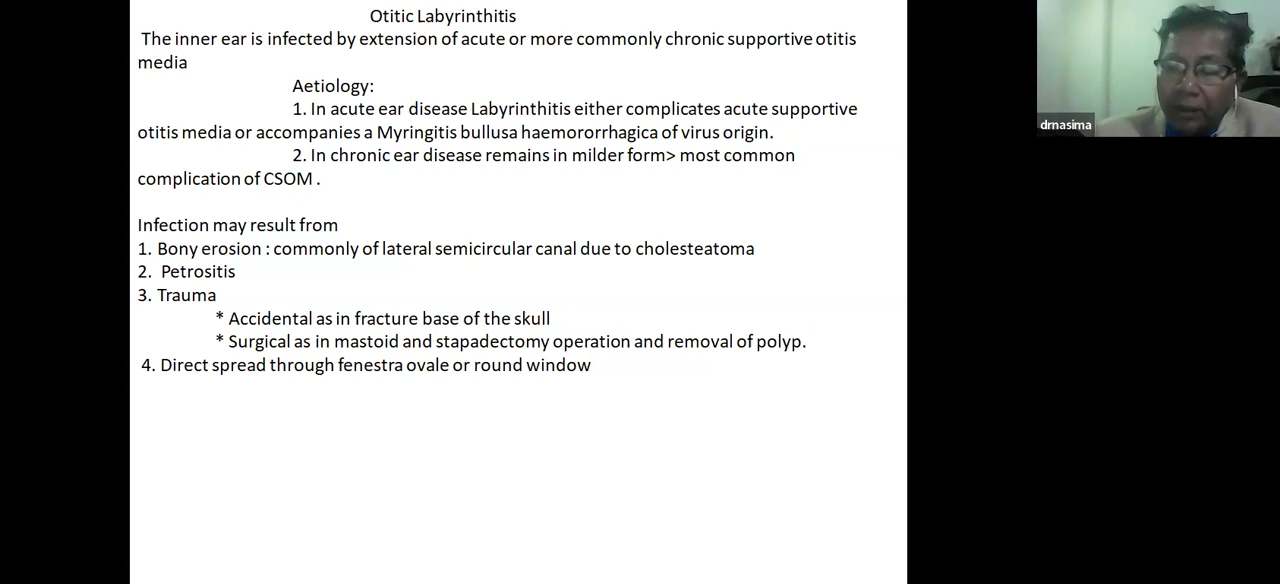 Otitic Labyrinthitis
The inner ear is infected by extension of acute or more commonly chronic supportive otitis
media
Aetiology:
1. In acute ear disease Labyrinthitis either complicates acute supportive
otitis media or accompanies a Myringitis bullusa haemororrhagica of virus origin.
2. In chronic ear disease remains in milder form> most common
complication of CSOM .
Infection may result from
1. Bony erosion : commonly of lateral semicircular canal due to cholesteatoma
2. Petrositis
3. Trauma
* Accidental as in fracture base of the skull
* Surgical as in mastoid and stapadectomy operation and removal of polyp.
4. Direct spread through fenestra ovale or round window
drnasima